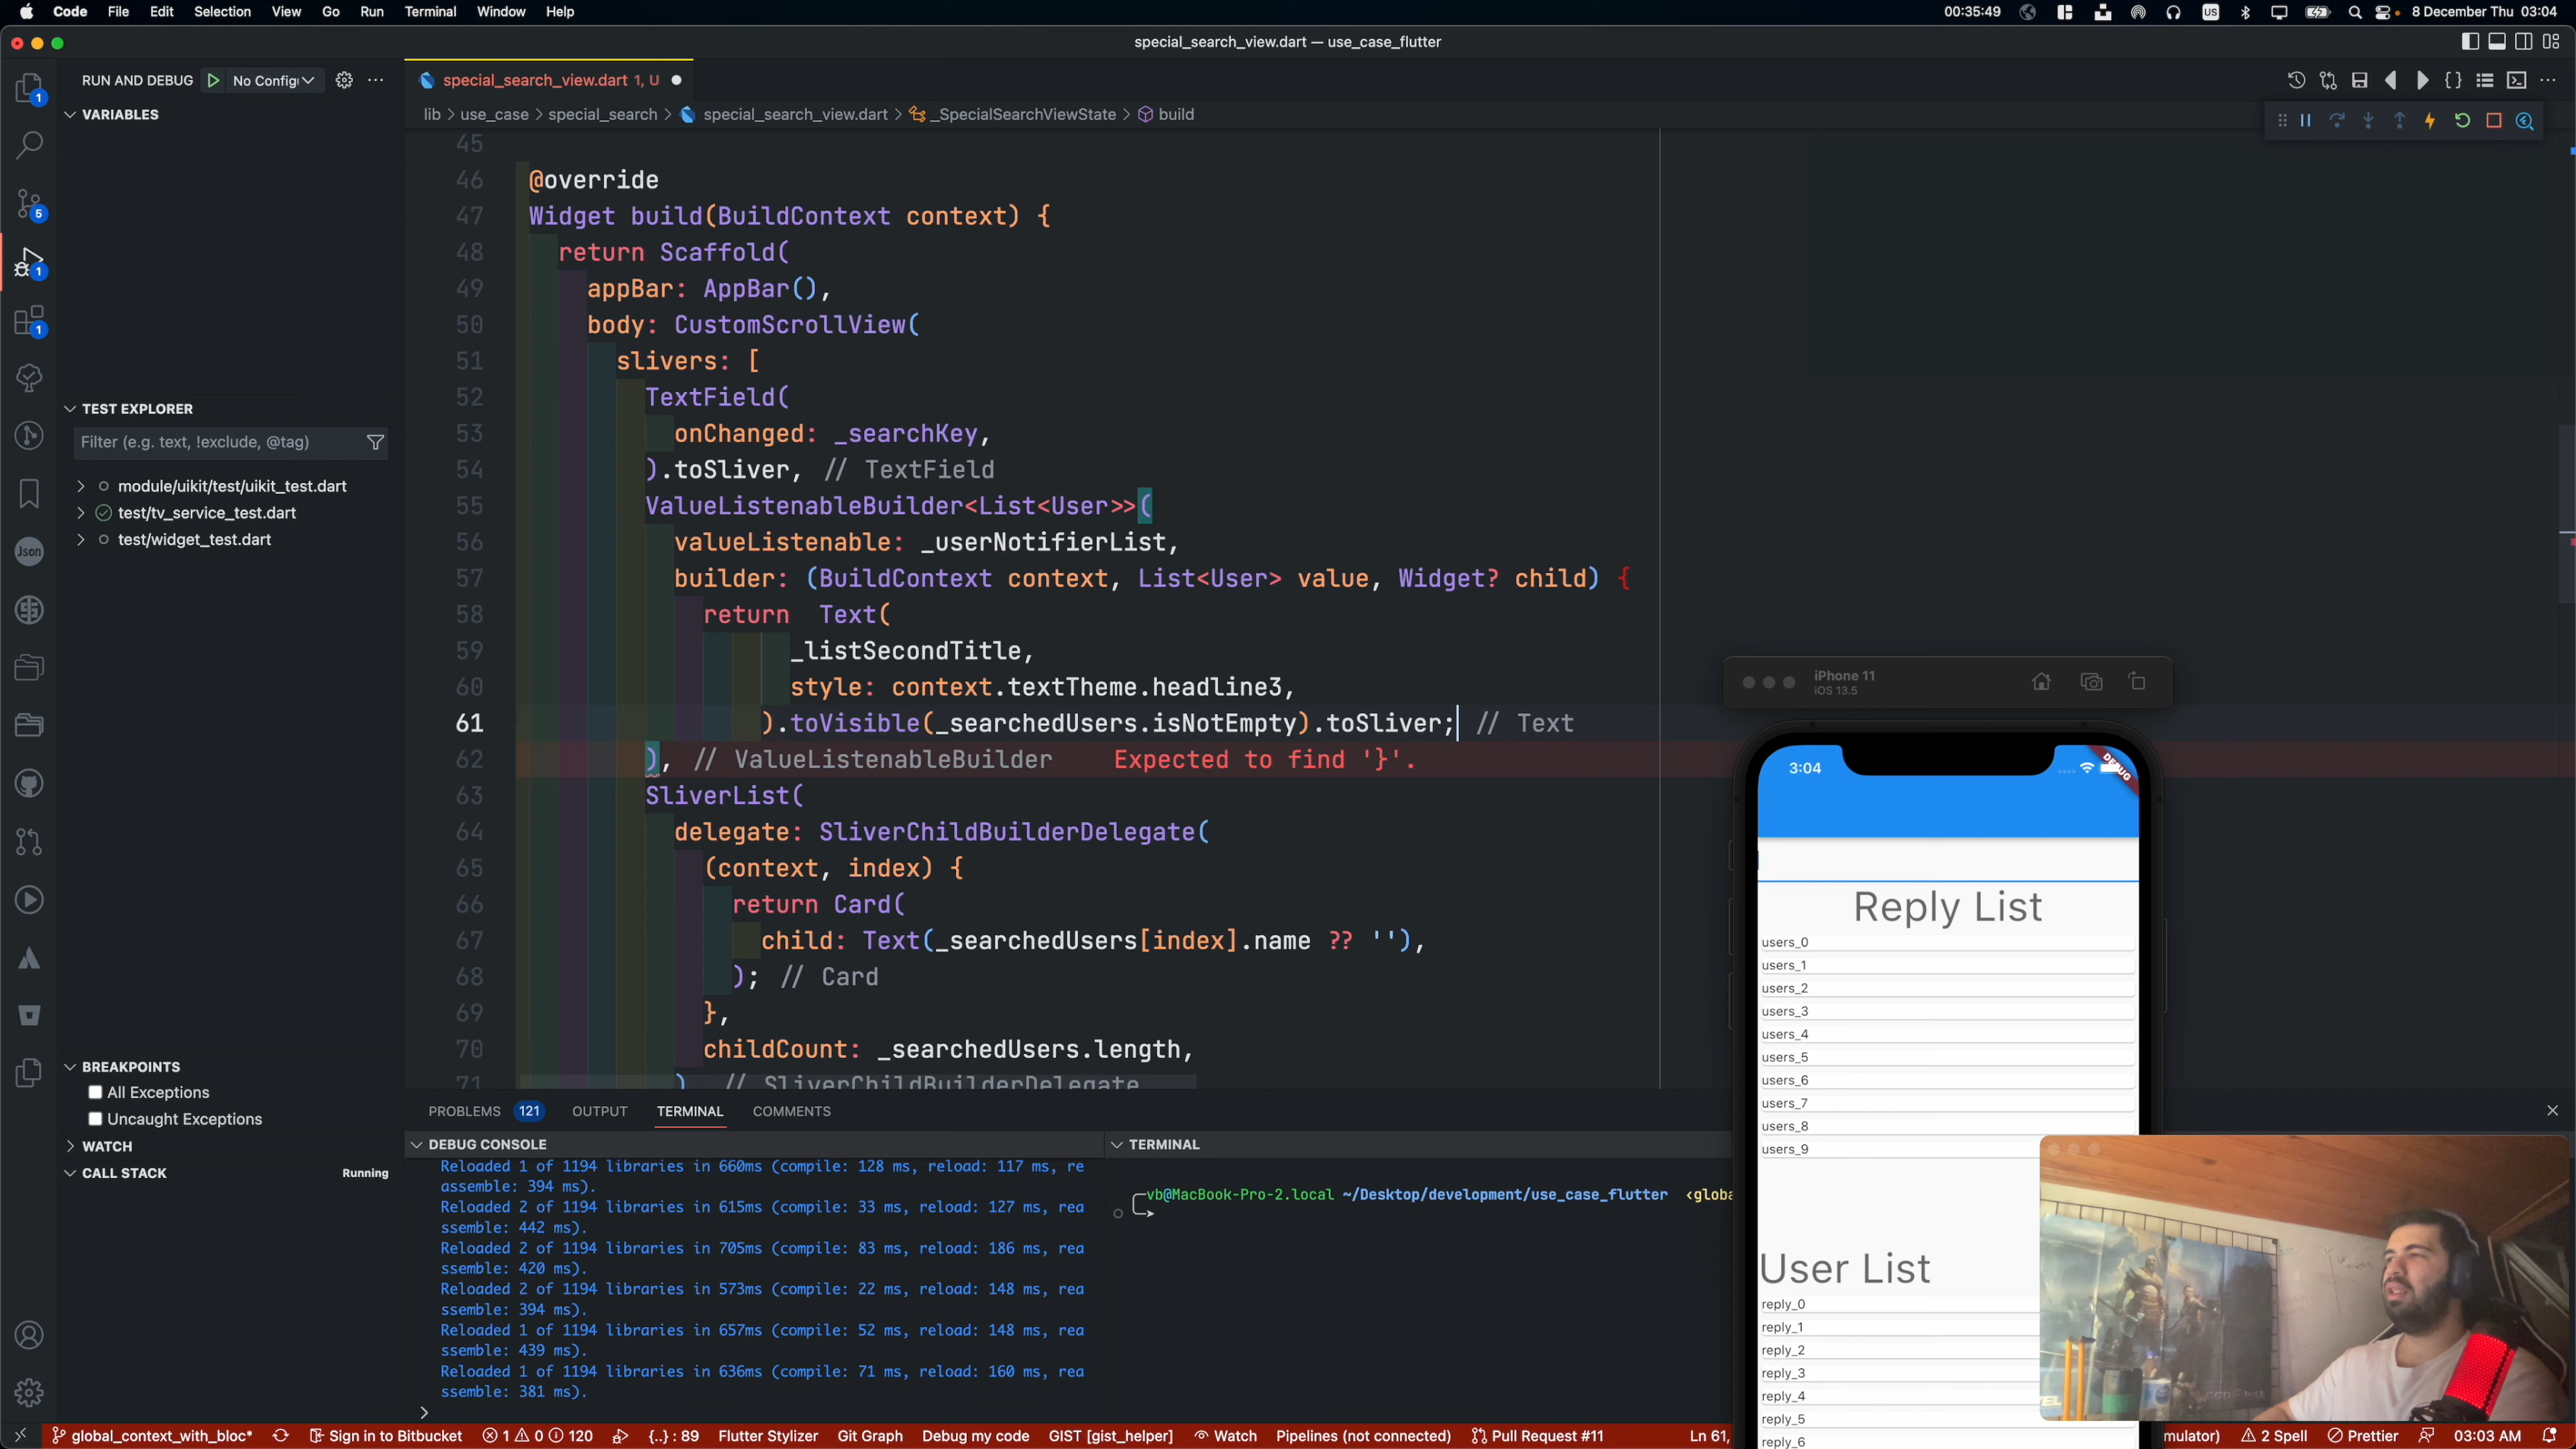 Code File Edit Selection View Go Run Terminal Window Help
00:35:49 US 8 December Thu 03:04
special_search_view.dart — use_case_flutter
RUN AND DEBUG No Config
special_search_view.dart 1, U
lib > use_case > special_search > special_search_view.dart > _SpecialSearchViewState > build
VARIABLES
TEST EXPLORER
Filter (e.g. text, !exclude, @tag)
module/uikit/test/uikit_test.dart
test/tv_service_test.dart
test/widget_test.dart
BREAKPOINTS
All Exceptions
Uncaught Exceptions
WATCH
CALL STACK Running
1
5
1
1
Json
45
46 @override
47 Widget build(BuildContext context) {
48 return Scaffold(
49 appBar: AppBar(),
50 body: CustomScrollView(
51 slivers: [
52 TextField(
53 onChanged: _searchKey,
54 ).toSliver, // TextField
55 ValueListenableBuilder<List<User>>(
56 valueListenable: _userNotifierList,
57 builder: (BuildContext context, List<User> value, Widget? child) {
58 return  Text(
59 _listSecondTitle,
60 style: context.textTheme.headline3,
61 ).toVisible(_searchedUsers.isNotEmpty).toSliver; // Text
62 ), // ValueListenableBuilder Expected to find '}'.
63 SliverList(
64 delegate: SliverChildBuilderDelegate(
65 (context, index) {
66 return Card(
67 child: Text(_searchedUsers[index].name ?? ''),
68 ); // Card
69 },
70 childCount: _searchedUsers.length,
71 ) // SliverChildBuilderDelegate
PROBLEMS 121 OUTPUT TERMINAL COMMENTS
DEBUG CONSOLE
Reloaded 1 of 1194 libraries in 660ms (compile: 128 ms, reload: 117 ms, re
assemble: 394 ms).
Reloaded 2 of 1194 libraries in 615ms (compile: 33 ms, reload: 127 ms, rea
ssemble: 442 ms).
Reloaded 2 of 1194 libraries in 705ms (compile: 83 ms, reload: 186 ms, rea
ssemble: 420 ms).
Reloaded 2 of 1194 libraries in 573ms (compile: 22 ms, reload: 148 ms, rea
ssemble: 394 ms).
Reloaded 1 of 1194 libraries in 657ms (compile: 52 ms, reload: 148 ms, rea
ssemble: 439 ms).
Reloaded 1 of 1194 libraries in 636ms (compile: 71 ms, reload: 160 ms, rea
ssemble: 381 ms).
TERMINAL
vb@MacBook-Pro-2.local ~/Desktop/development/use_case_flutter ‹globa
iPhone 11
iOS 13.5
3:04
DEBUG
Reply List
users_0
users_1
users_2
users_3
users_4
users_5
users_6
users_7
users_8
users_9
User List
reply_0
reply_1
reply_2
reply_3
reply_4
reply_5
reply_6
global_context_with_bloc* Sign in to Bitbucket 1 0 120 {..} : 89 Flutter Stylizer Git Graph Debug my code GIST [gist_helper] Watch Pipelines (not connected) Pull Request #11 Ln 61, mulator) 2 Spell Prettier 03:03 AM